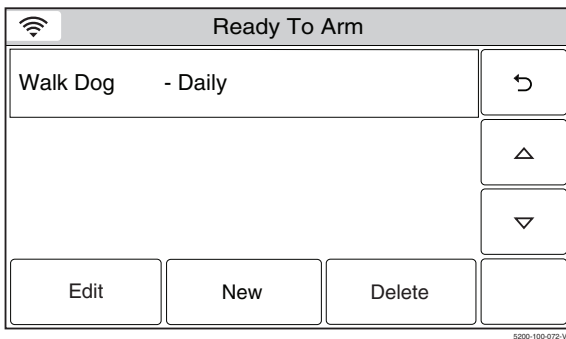 Ready To Arm
Walk Dog - Daily
Edit New Delete
5200-100-072-V